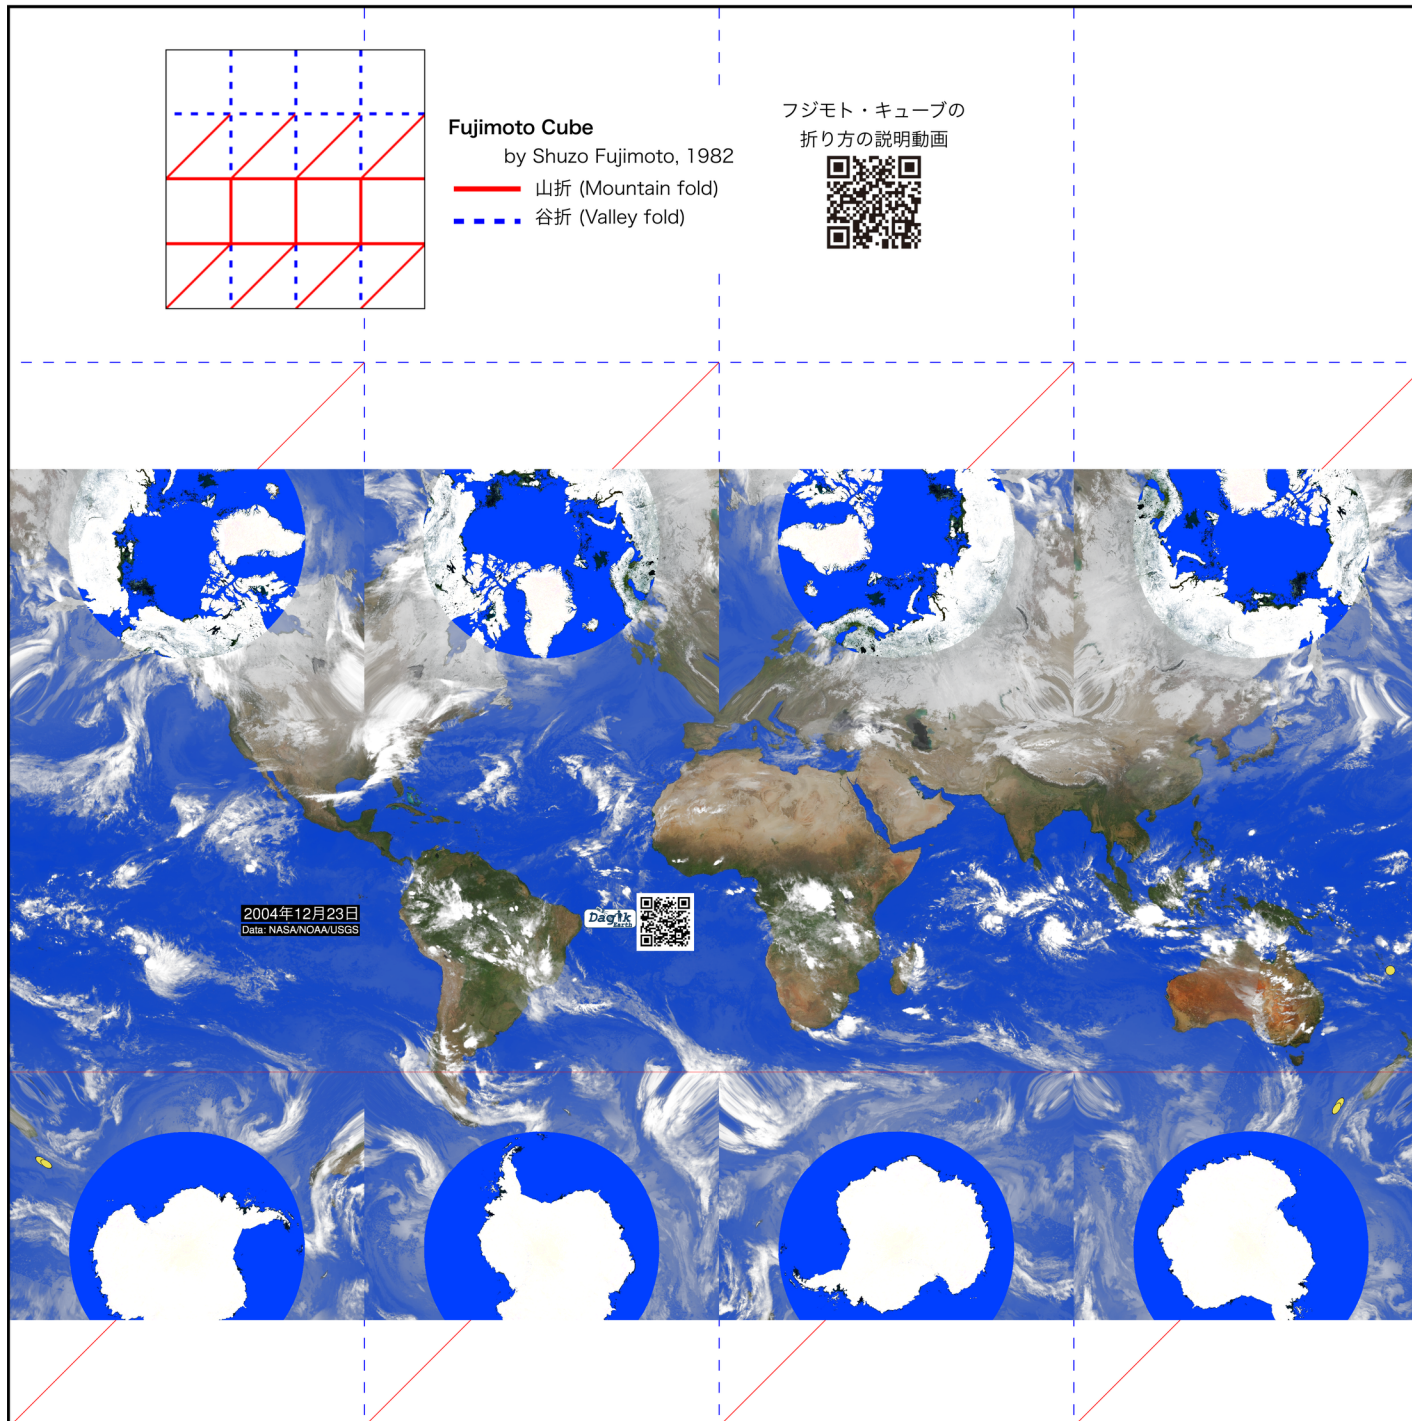 Fujimoto Cube
by Shuzo Fujimoto, 1982
山折 (Mountain fold)
谷折 (Valley fold)
フジモト・キューブの
折り方の説明動画
2004年12月23日
Data: NASA/NOAA/USGS
Dagik
Earth